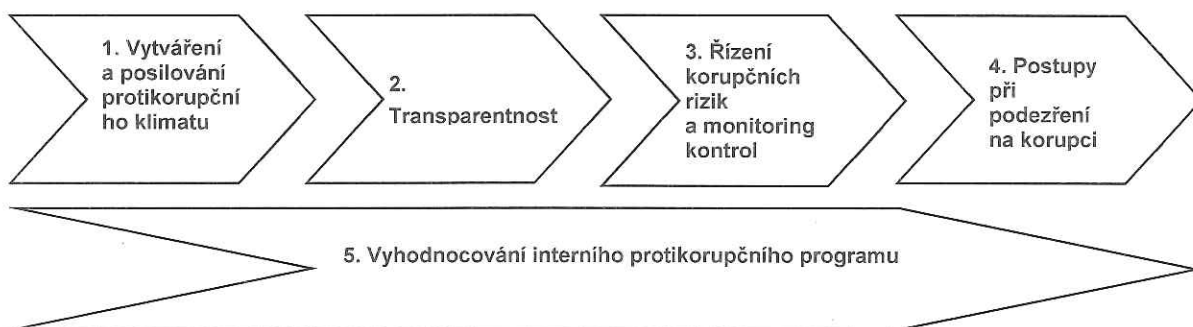 1. Vytváření
a posilování
protikorupční
ho klimatu
2.
Transparentnost
3. Řízení
korupčních
rizik
a monitoring
kontrol
4. Postupy
při
podezření
na korupci
5. Vyhodnocování interního protikorupčního programu